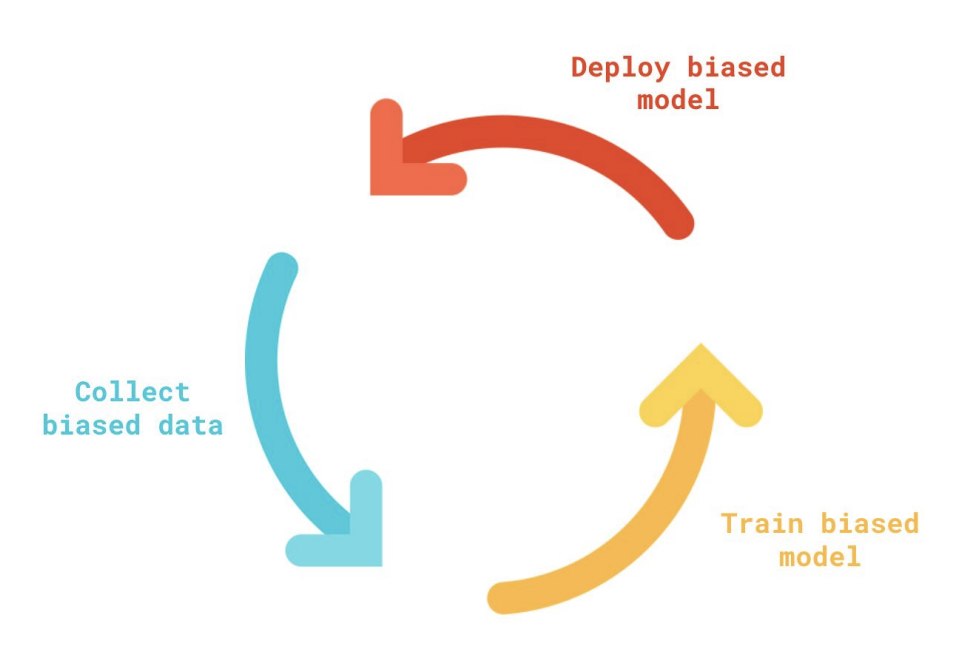 Deploy biased
model
Collect
biased data
Train biased
model